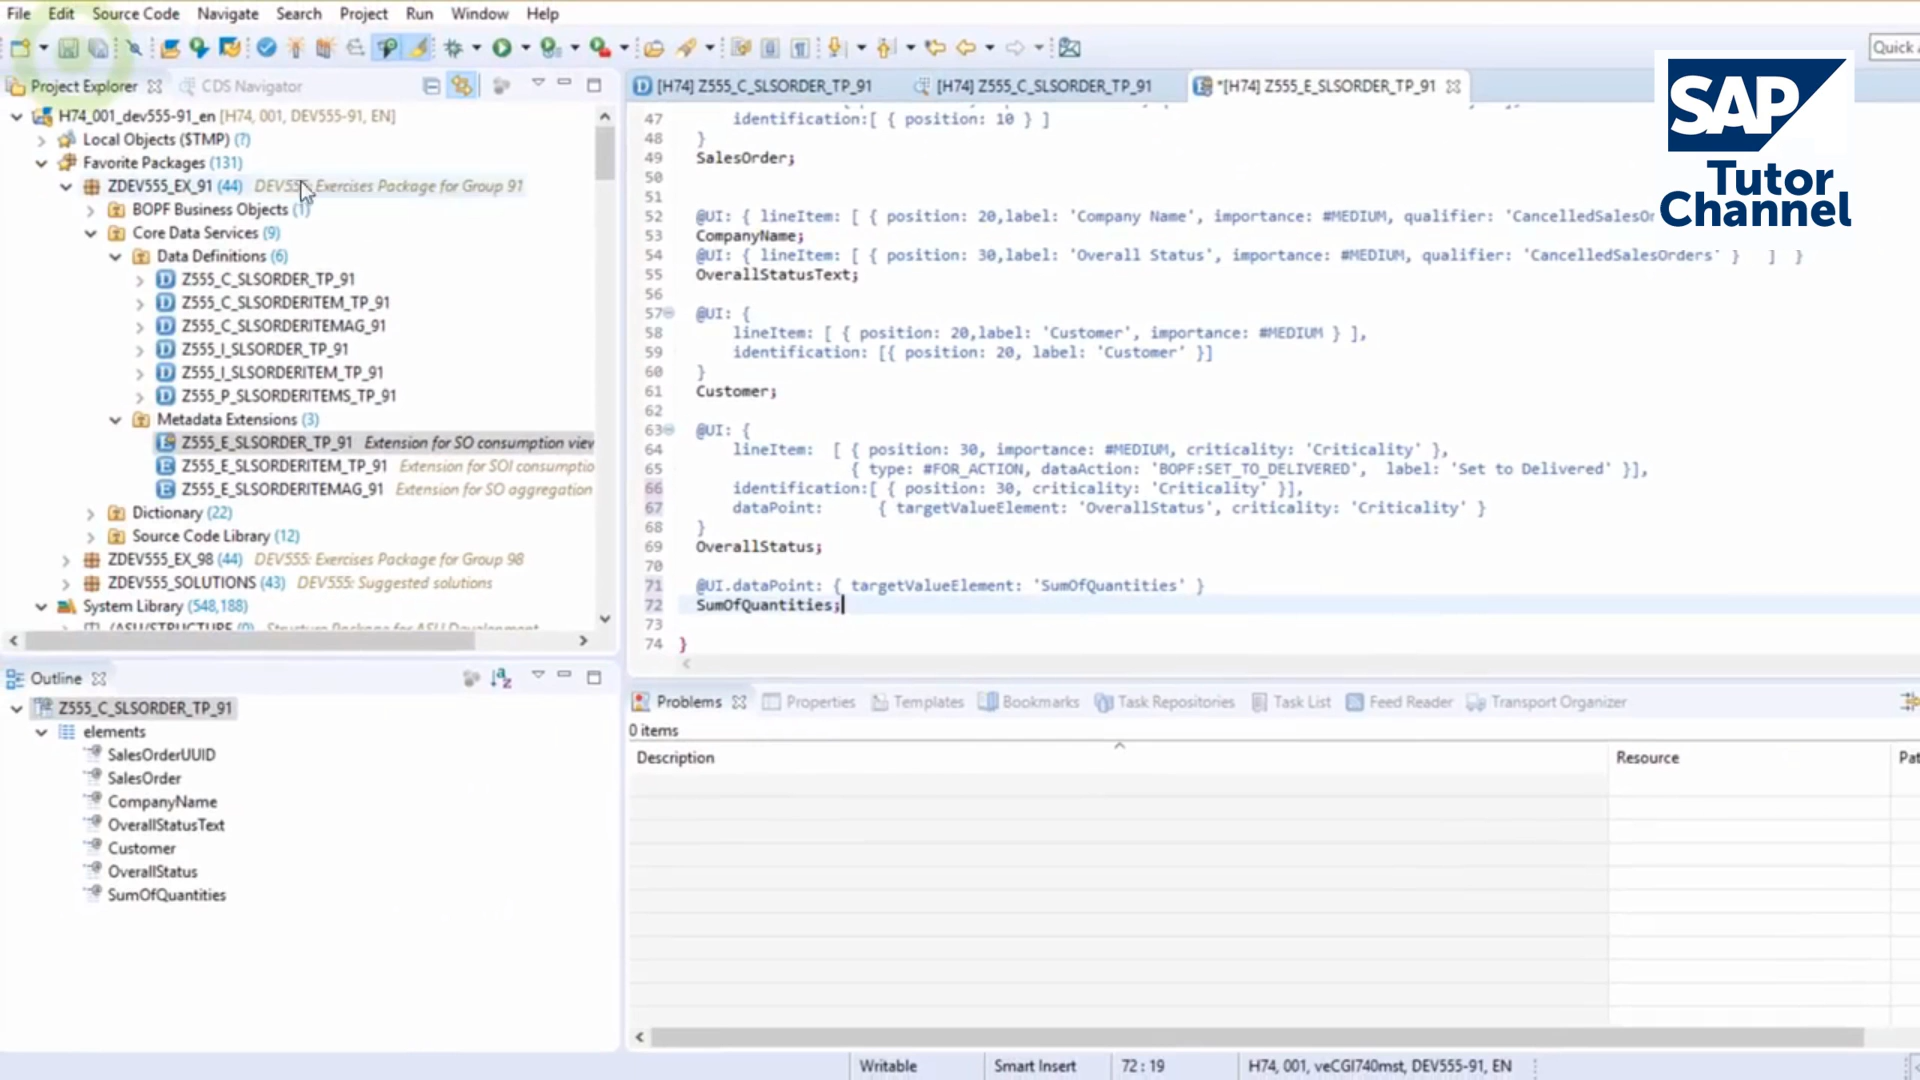 File Edit Source Code Navigate Search Project Run Window Help
Quick
Project Explorer CDS Navigator
H74_001_dev555-91_en [H74, 001, DEV555-91, EN]
Local Objects ($TMP) (?)
Favorite Packages (131)
ZDEV555_EX_91 (44) DEV555: Exercises Package for Group 91
BOPF Business Objects (1)
Core Data Services (9)
Data Definitions (6)
Z555_C_SLSORDER_TP_91
Z555_C_SLSORDERITEM_TP_91
Z555_C_SLSORDERITEMAG_91
Z555_I_SLSORDER_TP_91
Z555_I_SLSORDERITEM_TP_91
Z555_P_SLSORDERITEMS_TP_91
Metadata Extensions (3)
Z555_E_SLSORDER_TP_91 Extension for SO consumption view
Z555_E_SLSORDERITEM_TP_91 Extension for SOI consumptio
Z555_E_SLSORDERITEMAG_91 Extension for SO aggregation
Dictionary (22)
Source Code Library (12)
ZDEV555_EX_98 (44) DEV555: Exercises Package for Group 98
ZDEV555_SOLUTIONS (43) DEV555: Suggested solutions
System Library (548,188)
Outline
Z555_C_SLSORDER_TP_91
elements
SalesOrderUUID
SalesOrder
CompanyName
OverallStatusText
Customer
OverallStatus
SumOfQuantities
[H74] Z555_C_SLSORDER_TP_91 [H74] Z555_C_SLSORDER_TP_91 *[H74] Z555_E_SLSORDER_TP_91
47 identification:[ { position: 10 } ]
48 }
49 SalesOrder;
50
51
52 @UI: { lineItem: [ { position: 20,label: 'Company Name', importance: #MEDIUM, qualifier: 'CancelledSalesOr
53 CompanyName;
54 @UI: { lineItem: [ { position: 30,label: 'Overall Status', importance: #MEDIUM, qualifier: 'CancelledSalesOrders' } ] }
55 OverallStatusText;
56
57 @UI: {
58 lineItem: [ { position: 20,label: 'Customer', importance: #MEDIUM } ],
59 identification: [{ position: 20, label: 'Customer' }]
60 }
61 Customer;
62
63 @UI: {
64 lineItem: [ { position: 30, importance: #MEDIUM, criticality: 'Criticality' },
65 { type: #FOR_ACTION, dataAction: 'BOPF:SET_TO_DELIVERED', label: 'Set to Delivered' }],
66 identification:[ { position: 30, criticality: 'Criticality' }],
67 dataPoint: { targetValueElement: 'OverallStatus', criticality: 'Criticality' }
68 }
69 OverallStatus;
70
71 @UI.dataPoint: { targetValueElement: 'SumOfQuantities' }
72 SumOfQuantities;
73
74 }
SAP
Tutor
Channel
Problems Properties Templates Bookmarks Task Repositories Task List Feed Reader Transport Organizer
0 items
Description Resource Pat
Writable Smart Insert 72 : 19 H74, 001, veCGI740mst, DEV555-91, EN